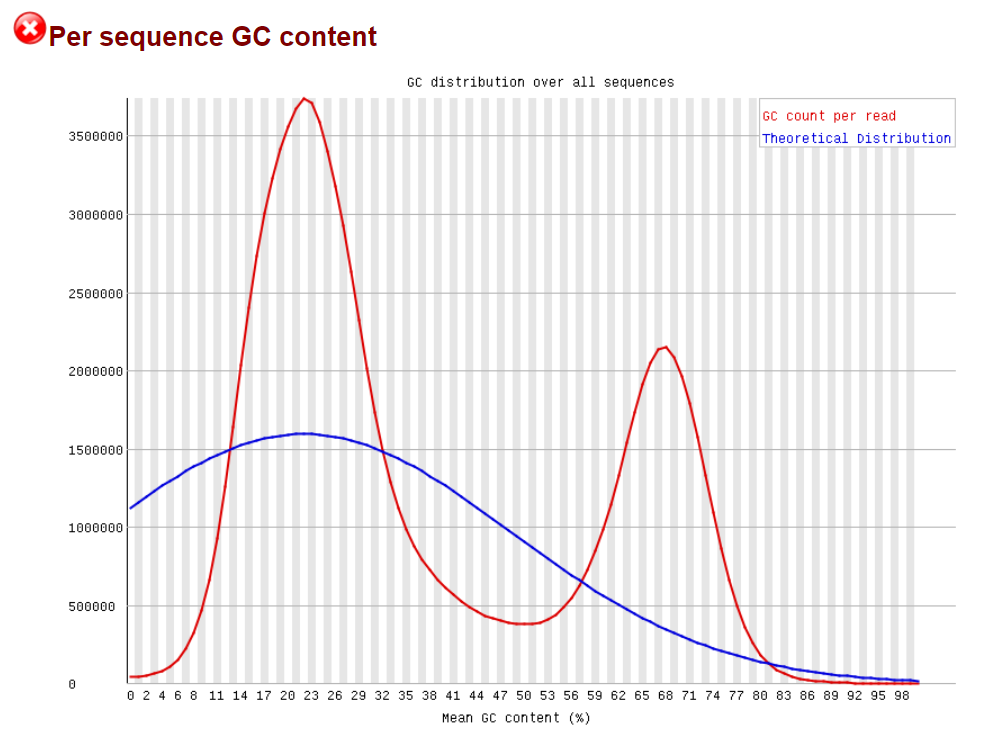 Per sequence GC content
GC distribution over all sequences
GC count per read
Theoretical Distribution
3500000
3000000
2500000
2000000
1500000
1000000
500000
0
0 2 4 6 8 11 14 17 20 23 26 29 32 35 38 41 44 47 50 53 56 59 62 65 68 71 74 77 80 83 86 89 92 95 98
Mean GC content (%)